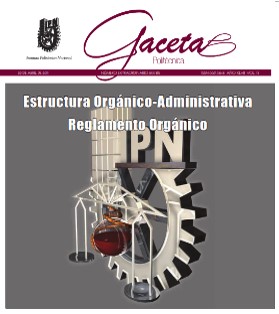 Gaceta
Politécnica
Instituto Politécnico Nacional
Estructura Orgánico-Administrativa
Reglamento Orgánico
IPN